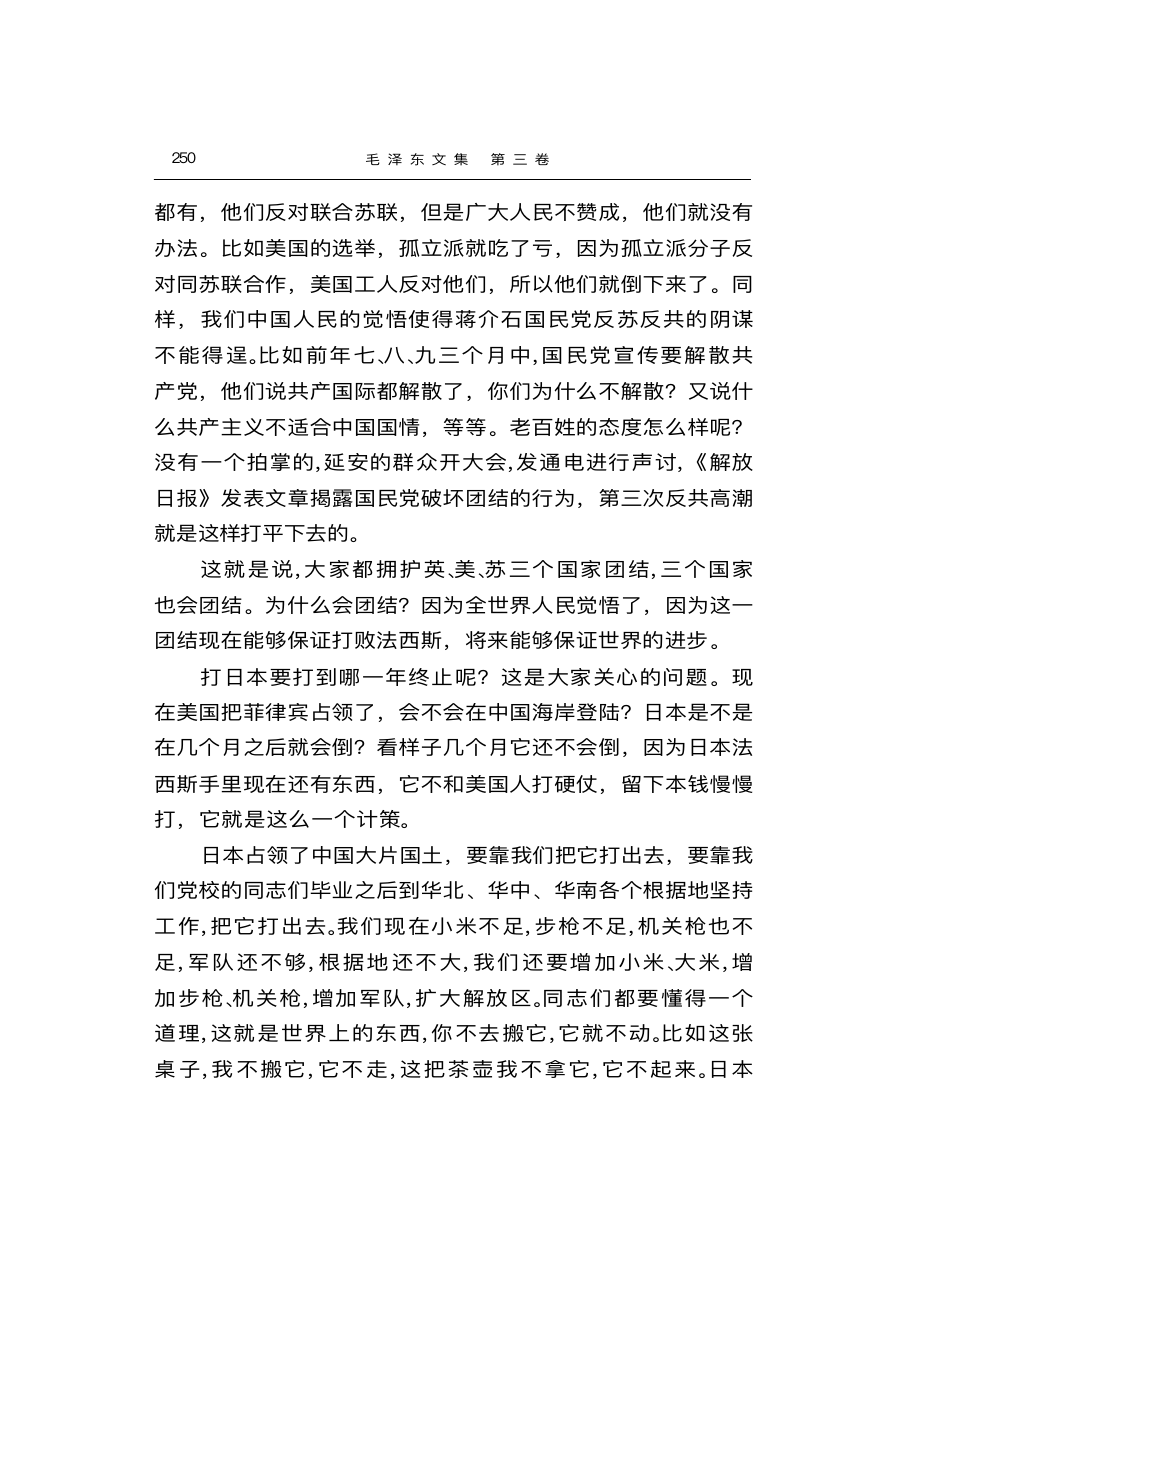 250 毛泽东文集 第三卷
都有，他们反对联合苏联，但是广大人民不赞成，他们就没有
办法。比如美国的选举，孤立派就吃了亏，因为孤立派分子反
对同苏联合作，美国工人反对他们，所以他们就倒下来了。同
样，我们中国人民的觉悟使得蒋介石国民党反苏反共的阴谋
不能得逞。比如前年七、八、九三个月中,国民党宣传要解散共
产党，他们说共产国际都解散了，你们为什么不解散？又说什
么共产主义不适合中国国情，等等。老百姓的态度怎么样呢？
没有一个拍掌的,延安的群众开大会,发通电进行声讨,《解放
日报》发表文章揭露国民党破坏团结的行为，第三次反共高潮
就是这样打平下去的。
这就是说,大家都拥护英、美、苏三个国家团结,三个国家
也会团结。为什么会团结？因为全世界人民觉悟了，因为这一
团结现在能够保证打败法西斯，将来能够保证世界的进步。
打日本要打到哪一年终止呢？这是大家关心的问题。现
在美国把菲律宾占领了，会不会在中国海岸登陆？日本是不是
在几个月之后就会倒？看样子几个月它还不会倒，因为日本法
西斯手里现在还有东西，它不和美国人打硬仗，留下本钱慢慢
打，它就是这么一个计策。
日本占领了中国大片国土，要靠我们把它打出去，要靠我
们党校的同志们毕业之后到华北、华中、华南各个根据地坚持
工作,把它打出去。我们现在小米不足,步枪不足,机关枪也不
足,军队还不够,根据地还不大,我们还要增加小米、大米,增
加步枪、机关枪,增加军队,扩大解放区。同志们都要懂得一个
道理,这就是世界上的东西,你不去搬它,它就不动。比如这张
桌子,我不搬它,它不走,这把茶壶我不拿它,它不起来。日本